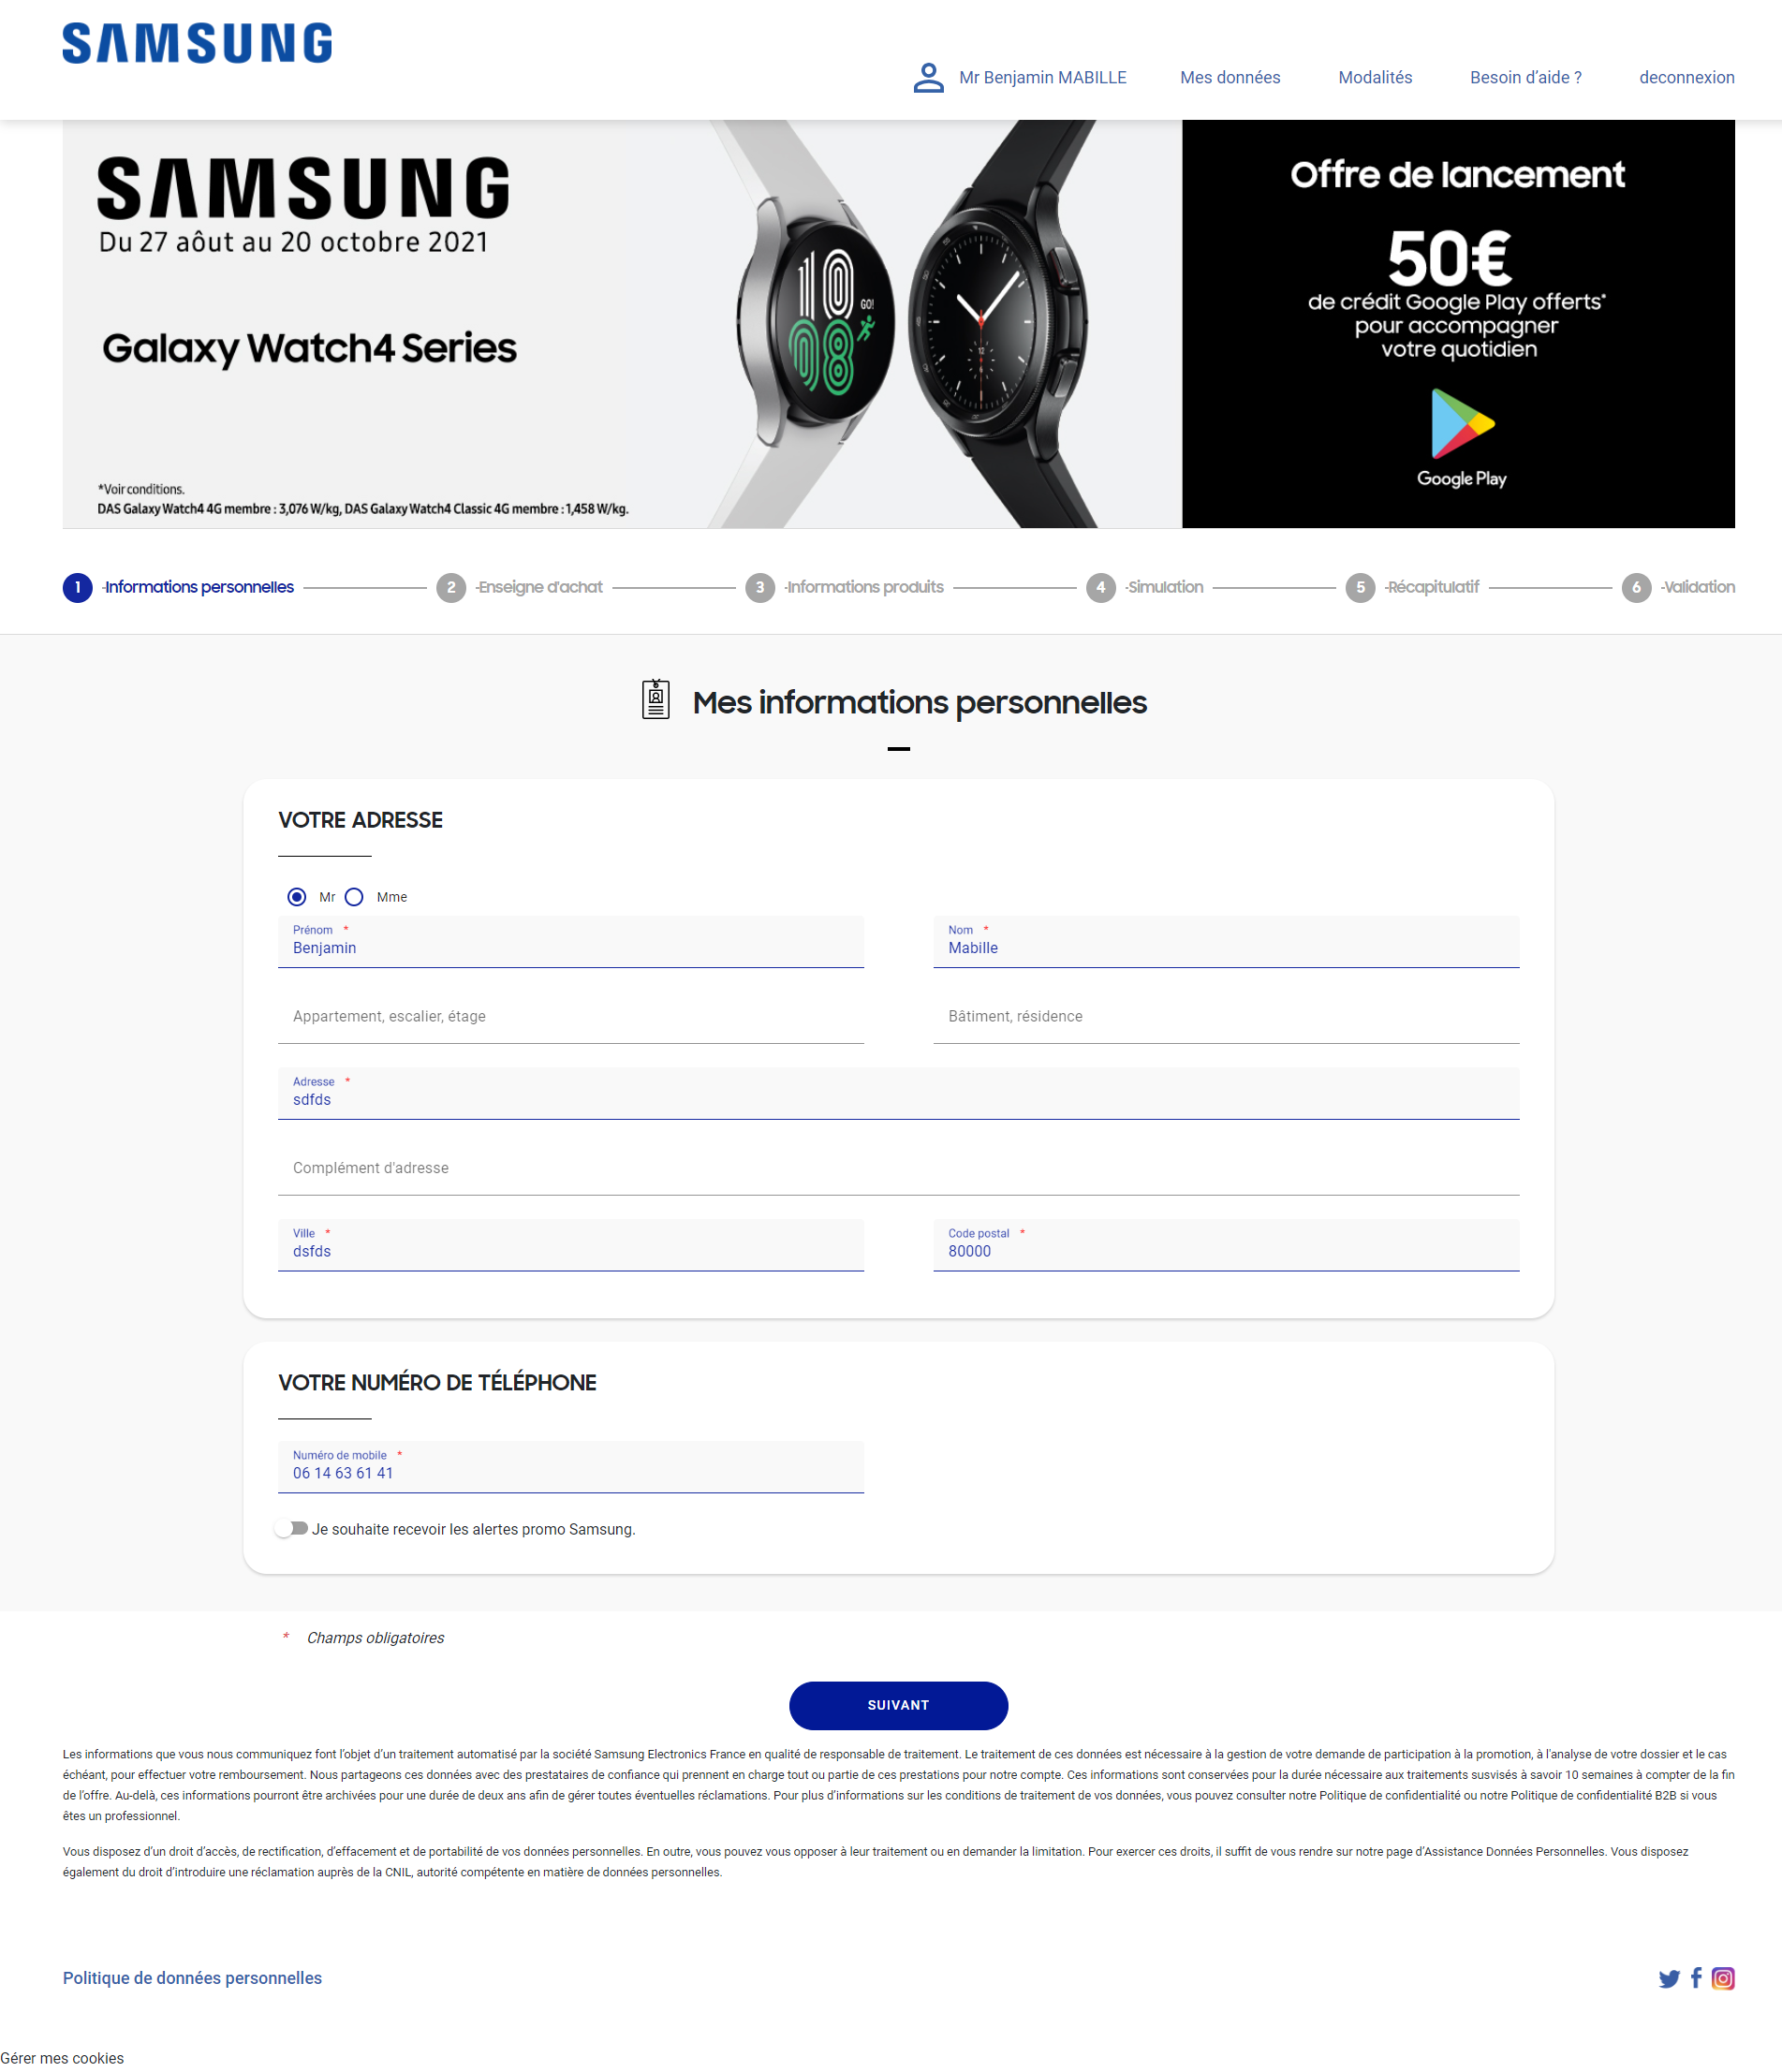 SAMSUNG
Mr Benjamin MABILLE Mes données Modalités Besoin d'aide ? deconnexion
SAMSUNG
Du 27 aôut au 20 octobre 2021
Galaxy Watch4 Series
*Voir conditions.
DAS Galaxy Watch4 4G membre : 3,076 W/kg, DAS Galaxy Watch4 Classic 4G membre : 1,458 W/kg.
10
08
GO!
12
6
Offre de lancement
50€
de crédit Google Play offerts*
pour accompagner
votre quotidien
Google Play
1 -Informations personnelles 2 -Enseigne d'achat 3 -Informations produits 4 -Simulation 5 -Récapitulatif 6 -Validation
Mes informations personnelles
VOTRE ADRESSE
Mr Mme
Prénom *
Benjamin
Nom *
Mabille
Appartement, escalier, étage
Bâtiment, résidence
Adresse *
sdfds
Complément d'adresse
Ville *
dsfds
Code postal *
80000
VOTRE NUMÉRO DE TÉLÉPHONE
Numéro de mobile *
06 14 63 61 41
Je souhaite recevoir les alertes promo Samsung.
* Champs obligatoires
SUIVANT
Les informations que vous nous communiquez font l'objet d'un traitement automatisé par la société Samsung Electronics France en qualité de responsable de traitement. Le traitement de ces données est nécessaire à la gestion de votre demande de participation à la promotion, à l'analyse de votre dossier et le cas
échéant, pour effectuer votre remboursement. Nous partageons ces données avec des prestataires de confiance qui prennent en charge tout ou partie de ces prestations pour notre compte. Ces informations sont conservées pour la durée nécessaire aux traitements susvisés à savoir 10 semaines à compter de la fin
de l'offre. Au-delà, ces informations pourront être archivées pour une durée de deux ans afin de gérer toutes éventuelles réclamations. Pour plus d'informations sur les conditions de traitement de vos données, vous pouvez consulter notre Politique de confidentialité ou notre Politique de confidentialité B2B si vous
êtes un professionnel.
Vous disposez d'un droit d'accès, de rectification, d'effacement et de portabilité de vos données personnelles. En outre, vous pouvez vous opposer à leur traitement ou en demander la limitation. Pour exercer ces droits, il suffit de vous rendre sur notre page d'Assistance Données Personnelles. Vous disposez
également du droit d'introduire une réclamation auprès de la CNIL, autorité compétente en matière de données personnelles.
Politique de données personnelles
Gérer mes cookies